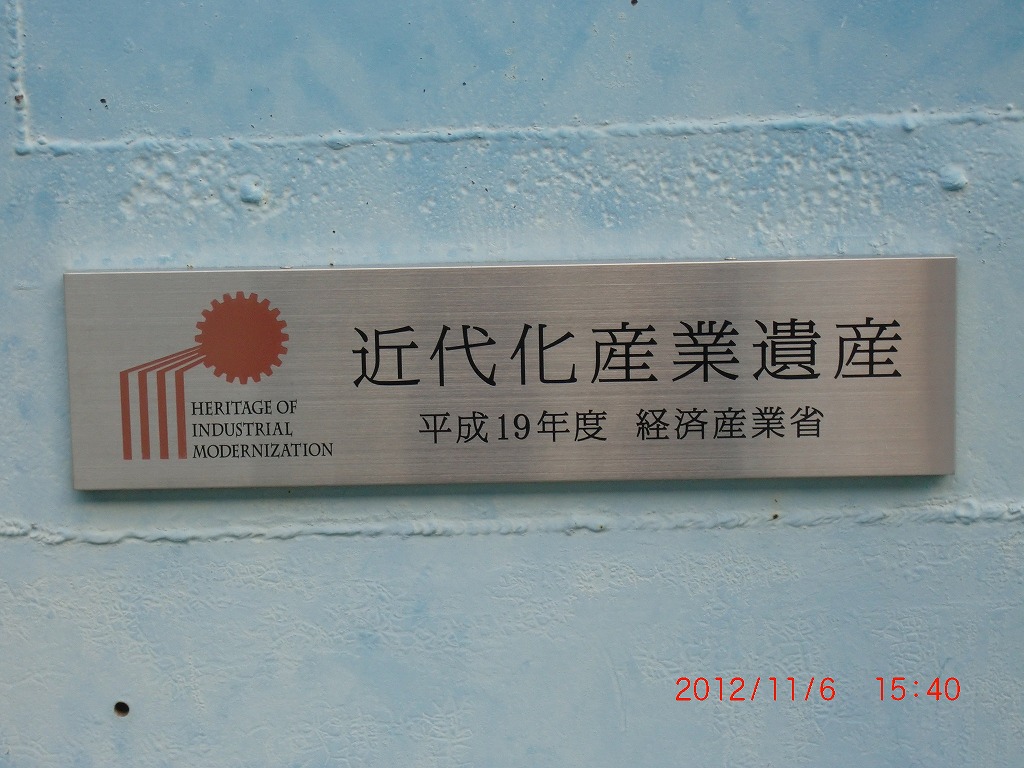 近代化産業遺産
平成19年度 経済産業省
HERITAGE OF
INDUSTRIAL
MODERNIZATION
2012/11/6 15:40